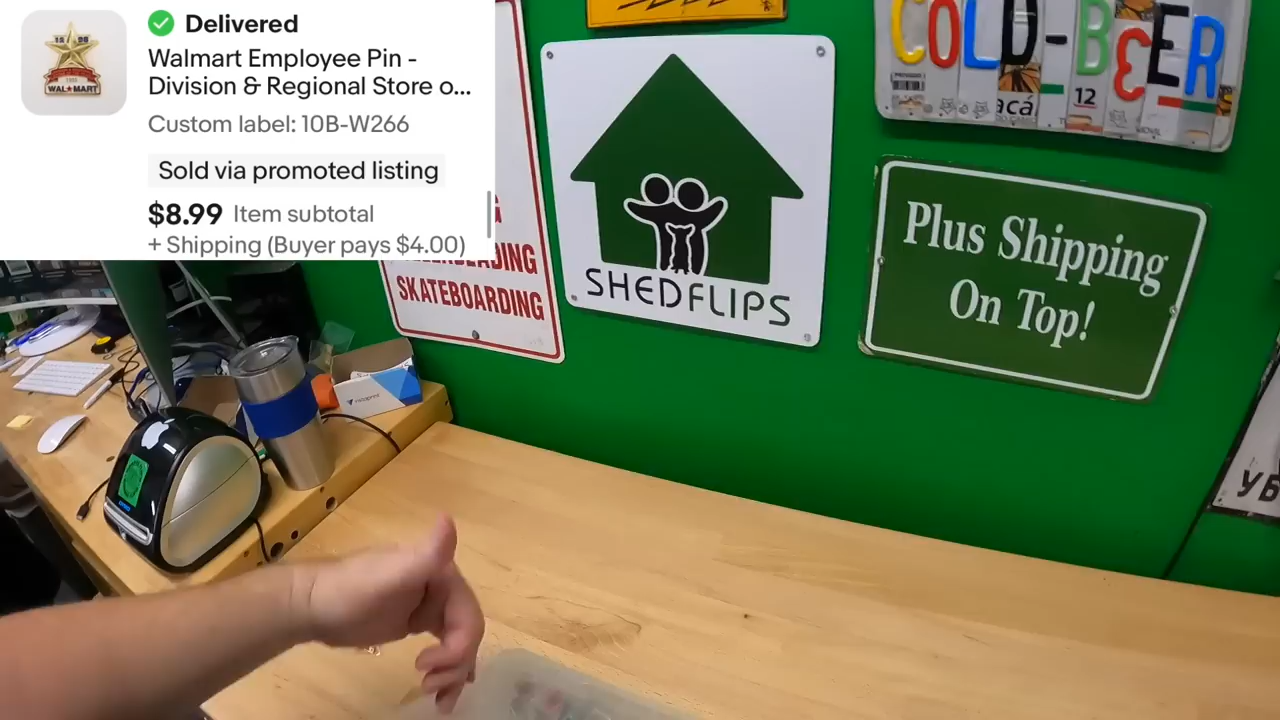 Delivered
Walmart Employee Pin -
Division & Regional Store o...
Custom label: 10B-W266
Sold via promoted listing
$8.99 Item subtotal
+ Shipping (Buyer pays $4.00)
WAL★MART
SKATEBOARDING
SHEDFLIPS
COLD-BEER
12
Plus Shipping
On Top!
vistaprint